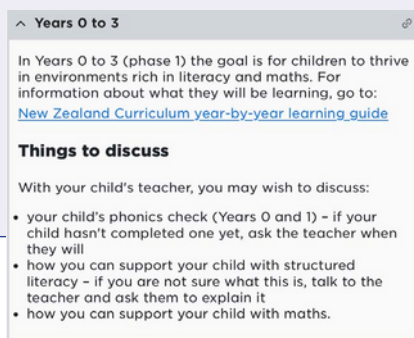 Years 0 to 3
In Years 0 to 3 (phase 1) the goal is for children to thrive
in environments rich in literacy and maths. For
information about what they will be learning, go to:
New Zealand Curriculum year-by-year learning guide
Things to discuss
With your child's teacher, you may wish to discuss:
• your child's phonics check (Years 0 and 1) – if your
child hasn't completed one yet, ask the teacher when
they will
• how you can support your child with structured
literacy – if you are not sure what this is, talk to the
teacher and ask them to explain it
• how you can support your child with maths.